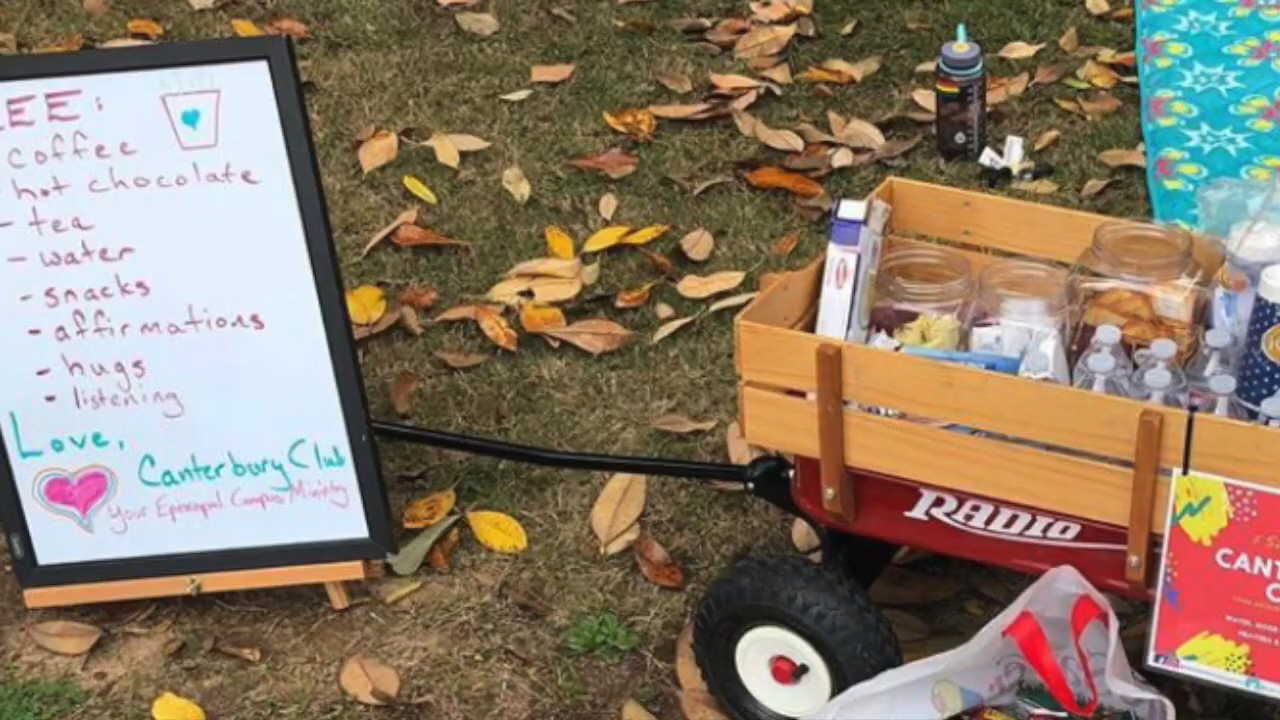 EE:
coffee
hot chocolate
- tea
- water
- snacks
- affirmations
- hugs
- listening
Love,
Canterbury Club
Your Episcopal Campus Ministry
RADIO
CANT